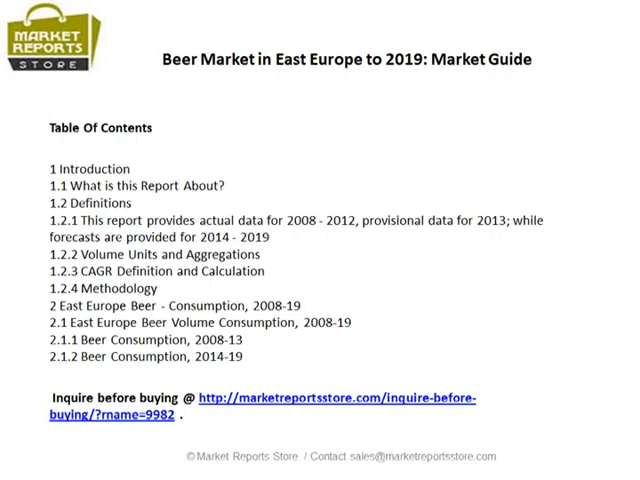 MARKET
REPORTS
STORE
Beer Market in East Europe to 2019: Market Guide
Table Of Contents
1 Introduction
1.1 What is this Report About?
1.2 Definitions
1.2.1 This report provides actual data for 2008 - 2012, provisional data for 2013; while
forecasts are provided for 2014 - 2019
1.2.2 Volume Units and Aggregations
1.2.3 CAGR Definition and Calculation
1.2.4 Methodology
2 East Europe Beer - Consumption, 2008-19
2.1 East Europe Beer Volume Consumption, 2008-19
2.1.1 Beer Consumption, 2008-13
2.1.2 Beer Consumption, 2014-19
Inquire before buying @ http://marketreportsstore.com/inquire-before-
buying/?rname=9982 .
© Market Reports Store / Contact sales@marketreportsstore.com